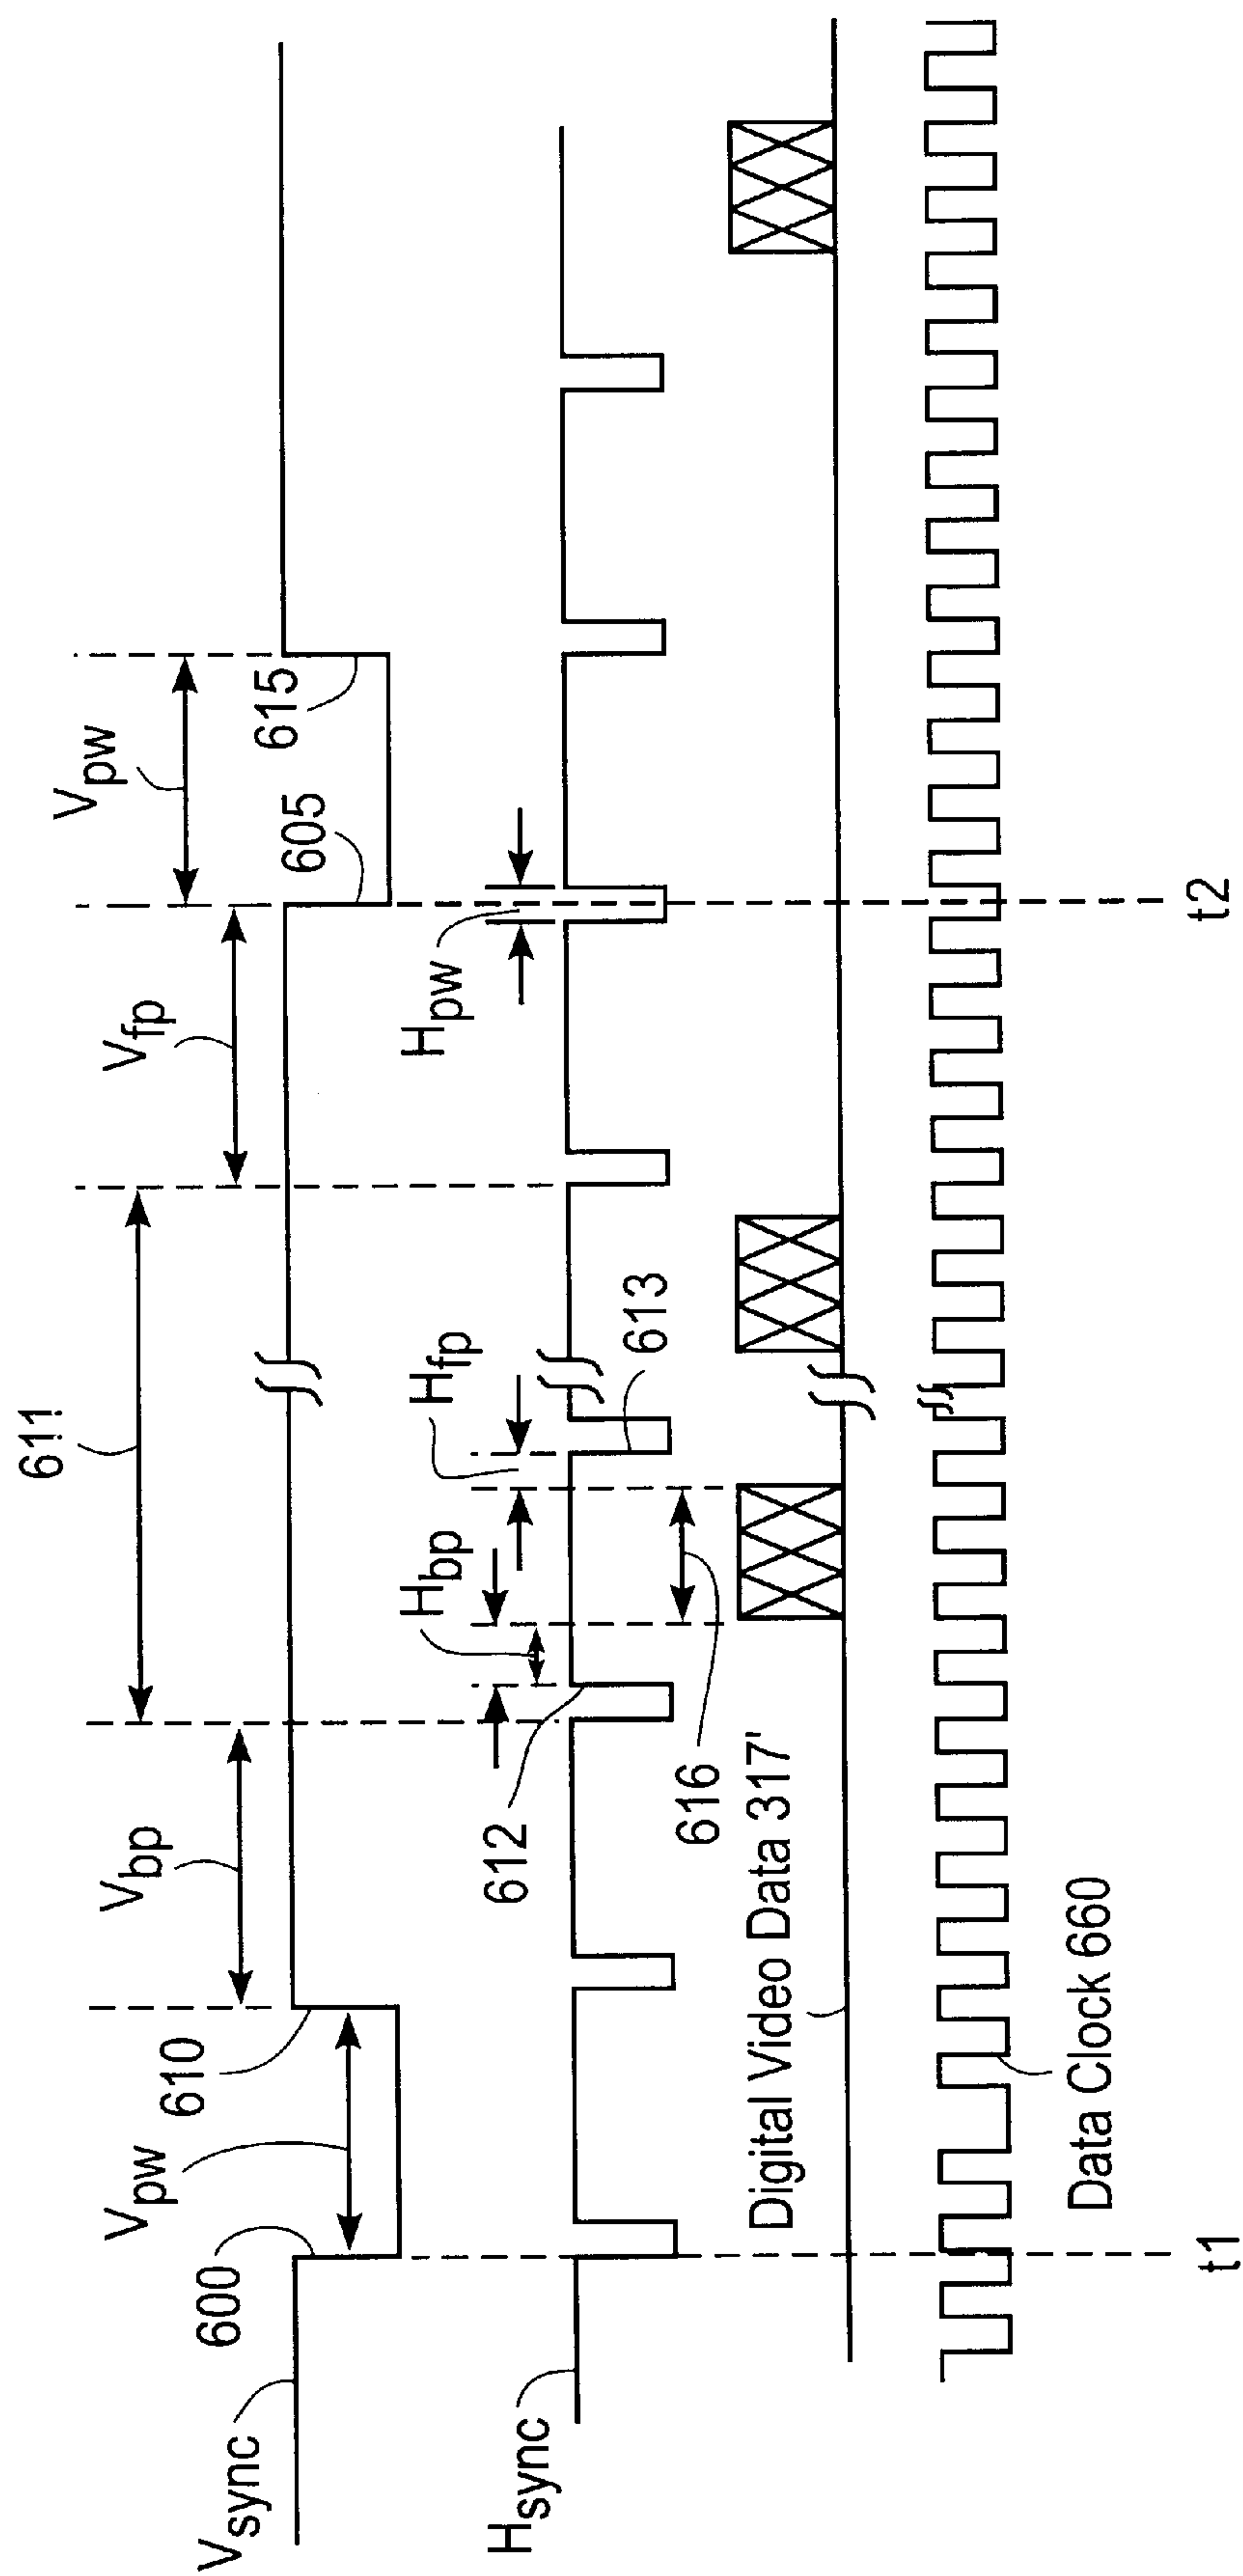 611
Vpw
Vfp
Vbp
Vpw
615
605
610
600
Vsync
Hpw
Hfp
Hbp
613
612
Hsync
616
Digital Video Data 317'
Data Clock 660
t1
t2